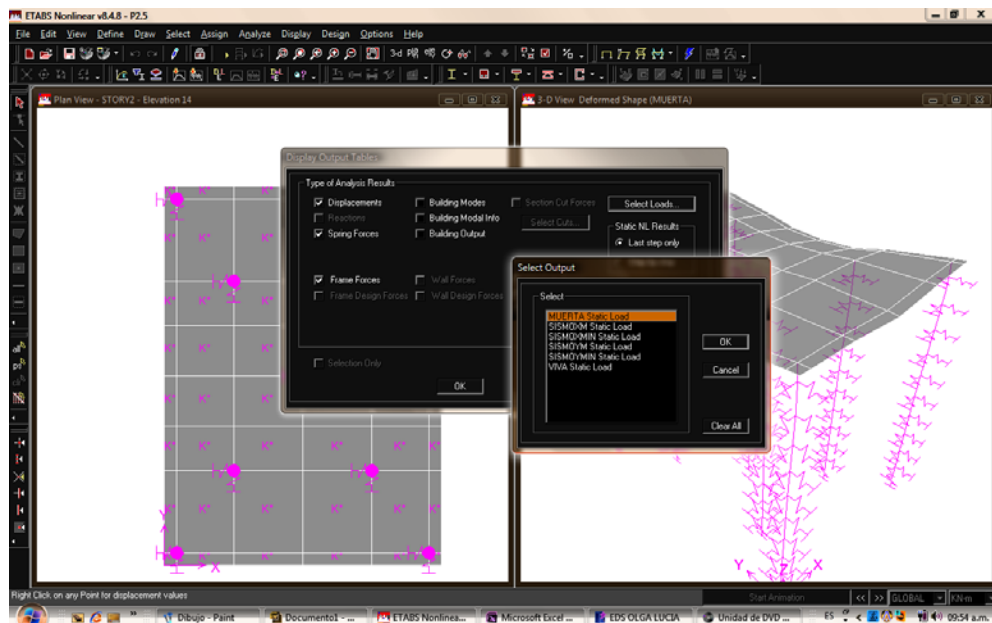 ETABS Nonlinear v8.4.8 - P2.5
File Edit View Define Draw Select Assign Analyze Display Design Options Help
3-d
Plan View - STORY2 - Elevation 14
3-D View Deformed Shape (MUERTA)
Display Output Tables
Type of Analysis Results
Displacements
Building Modes
Section Cut Forces
Select Loads...
Reactions
Building Modal Info
Select Cuts...
Spring Forces
Building Output
Static NL Results
Last step only
Frame Forces
Wall Forces
Frame Design Forces
Wall Design Forces
Selection Only
OK
Select Output
Select
MUERTA Static Load
SISMOXM Static Load
SISMOXMIN Static Load
SISMOYM Static Load
SISMOYMIN Static Load
VIVA Static Load
OK
Cancel
Clear All
Y X
Y Z X
Right Click on any Point for displacement values
Start Animation << >> GLOBAL KN-m
Dibujo - Paint Documento1 - ... ETABS Nonlinea... Microsoft Excel ... EDS OLGA LUCIA Unidad de DVD ... ES 09:54 a.m.